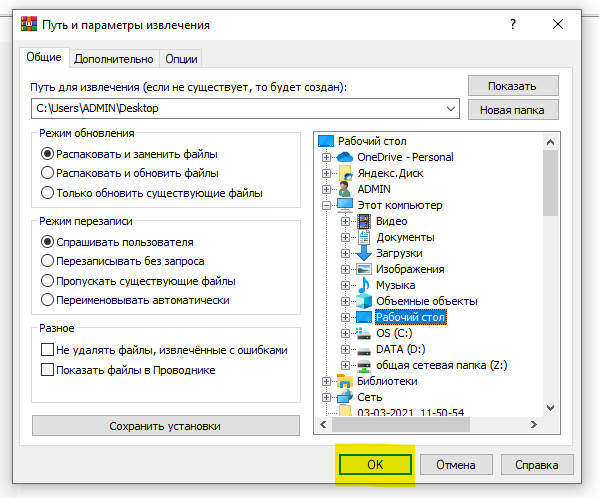 Путь и параметры извлечения
Общие Дополнительно Опции
Путь для извлечения (если не существует, то будет создан):
Показать
C:\Users\ADMIN\Desktop
Новая папка
Режим обновления
Распаковать и заменить файлы
Распаковать и обновить файлы
Только обновить существующие файлы
Режим перезаписи
Спрашивать пользователя
Перезаписывать без запроса
Пропускать существующие файлы
Переименовывать автоматически
Разное
Не удалять файлы, извлечённые с ошибками
Показать файлы в Проводнике
Сохранить установки
Рабочий стол
OneDrive - Personal
Яндекс.Диск
ADMIN
Этот компьютер
Видео
Документы
Загрузки
Изображения
Музыка
Объемные объекты
Рабочий стол
OS (C:)
DATA (D:)
общая сетевая папка (Z:)
Библиотеки
Сеть
03-03-2021_11-50-54
OK Отмена Справка